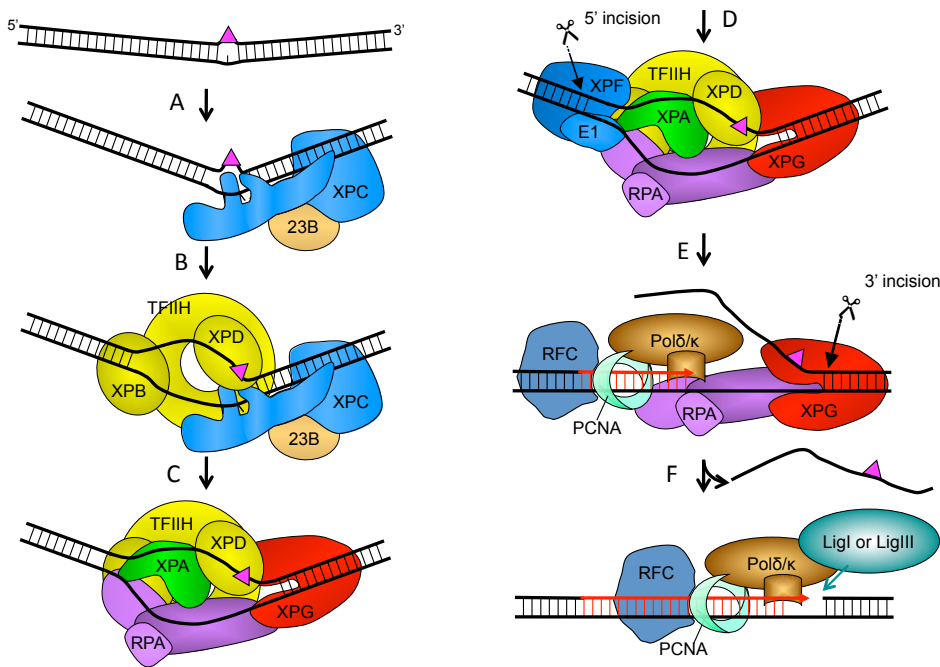 5’
3’
A
XPC
23B
B
TFIIH
XPD
XPB
XPC
23B
C
TFIIH
XPD
XPA
XPG
RPA
5’ incision
D
TFIIH
XPF
XPD
XPA
E1
XPG
RPA
E
3’ incision
RFC
Polδ/κ
RPA
XPG
PCNA
F
LigI or LigIII
RFC
Polδ/κ
PCNA